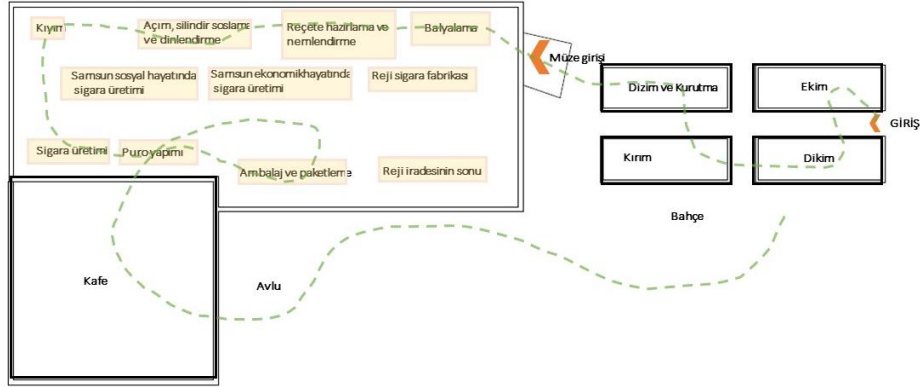 Kıyım
Açım, silindir soslama
ve dinlendirme
Reçete hazırlama ve
nemlendirme
Balyalama
Müze girişi
Samsun sosyal hayatında
sigara üretimi
Samsun ekonomikhayatında
sigara üretimi
Reji sigara fabrikası
Dizim ve Kurutma
Ekim
GİRİŞ
Sigara üretimi
Puro yapımı
Ambalaj ve paketleme
Reji iradesinin sonu
Kırım
Dikim
Bahçe
Kafe
Avlu